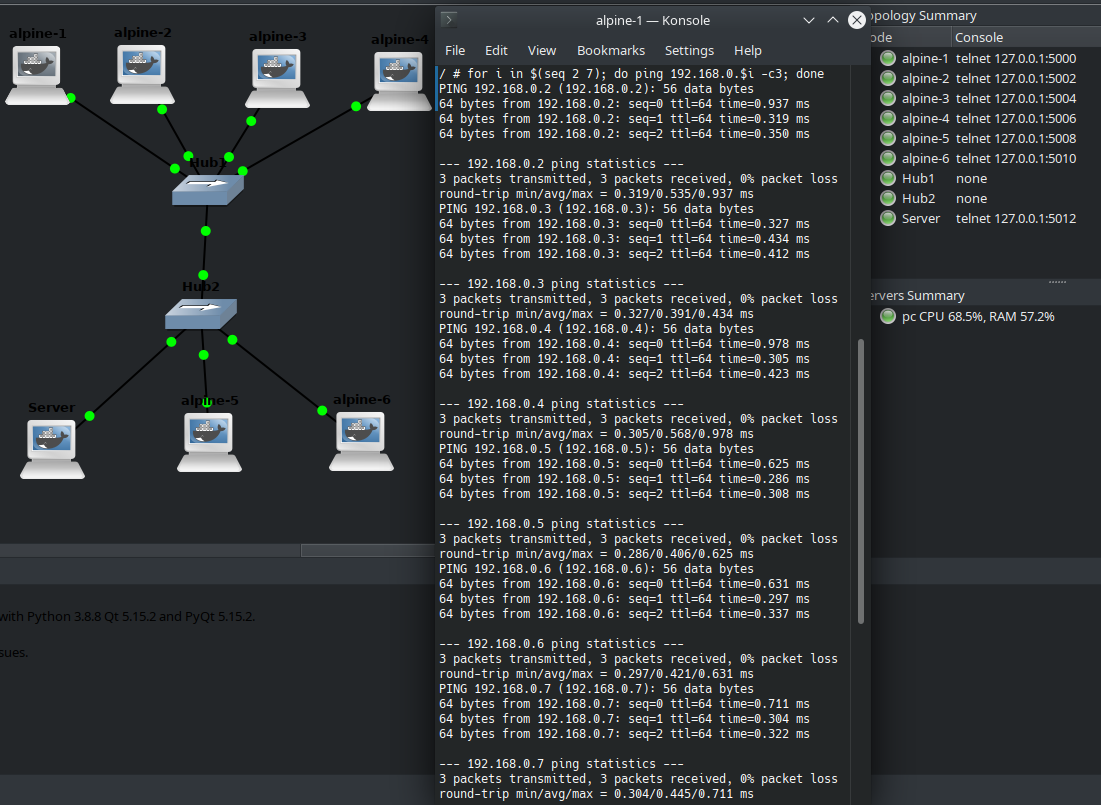 alpine-1
alpine-2
alpine-3
alpine-4
Hub1
Hub2
Server
alpine-5
alpine-6
with Python 3.8.8 Qt 5.15.2 and PyQt 5.15.2.
sues.
alpine-1 — Konsole
File Edit View Bookmarks Settings Help
/ # for i in $(seq 2 7); do ping 192.168.0.$i -c3; done
PING 192.168.0.2 (192.168.0.2): 56 data bytes
64 bytes from 192.168.0.2: seq=0 ttl=64 time=0.937 ms
64 bytes from 192.168.0.2: seq=1 ttl=64 time=0.319 ms
64 bytes from 192.168.0.2: seq=2 ttl=64 time=0.350 ms
--- 192.168.0.2 ping statistics ---
3 packets transmitted, 3 packets received, 0% packet loss
round-trip min/avg/max = 0.319/0.535/0.937 ms
PING 192.168.0.3 (192.168.0.3): 56 data bytes
64 bytes from 192.168.0.3: seq=0 ttl=64 time=0.327 ms
64 bytes from 192.168.0.3: seq=1 ttl=64 time=0.434 ms
64 bytes from 192.168.0.3: seq=2 ttl=64 time=0.412 ms
--- 192.168.0.3 ping statistics ---
3 packets transmitted, 3 packets received, 0% packet loss
round-trip min/avg/max = 0.327/0.391/0.434 ms
PING 192.168.0.4 (192.168.0.4): 56 data bytes
64 bytes from 192.168.0.4: seq=0 ttl=64 time=0.978 ms
64 bytes from 192.168.0.4: seq=1 ttl=64 time=0.305 ms
64 bytes from 192.168.0.4: seq=2 ttl=64 time=0.423 ms
--- 192.168.0.4 ping statistics ---
3 packets transmitted, 3 packets received, 0% packet loss
round-trip min/avg/max = 0.305/0.568/0.978 ms
PING 192.168.0.5 (192.168.0.5): 56 data bytes
64 bytes from 192.168.0.5: seq=0 ttl=64 time=0.625 ms
64 bytes from 192.168.0.5: seq=1 ttl=64 time=0.286 ms
64 bytes from 192.168.0.5: seq=2 ttl=64 time=0.308 ms
--- 192.168.0.5 ping statistics ---
3 packets transmitted, 3 packets received, 0% packet loss
round-trip min/avg/max = 0.286/0.406/0.625 ms
PING 192.168.0.6 (192.168.0.6): 56 data bytes
64 bytes from 192.168.0.6: seq=0 ttl=64 time=0.631 ms
64 bytes from 192.168.0.6: seq=1 ttl=64 time=0.297 ms
64 bytes from 192.168.0.6: seq=2 ttl=64 time=0.337 ms
--- 192.168.0.6 ping statistics ---
3 packets transmitted, 3 packets received, 0% packet loss
round-trip min/avg/max = 0.297/0.421/0.631 ms
PING 192.168.0.7 (192.168.0.7): 56 data bytes
64 bytes from 192.168.0.7: seq=0 ttl=64 time=0.711 ms
64 bytes from 192.168.0.7: seq=1 ttl=64 time=0.304 ms
64 bytes from 192.168.0.7: seq=2 ttl=64 time=0.322 ms
--- 192.168.0.7 ping statistics ---
3 packets transmitted, 3 packets received, 0% packet loss
round-trip min/avg/max = 0.304/0.445/0.711 ms
opology Summary
ode Console
alpine-1 telnet 127.0.0.1:5000
alpine-2 telnet 127.0.0.1:5002
alpine-3 telnet 127.0.0.1:5004
alpine-4 telnet 127.0.0.1:5006
alpine-5 telnet 127.0.0.1:5008
alpine-6 telnet 127.0.0.1:5010
Hub1 none
Hub2 none
Server telnet 127.0.0.1:5012
ervers Summary
pc CPU 68.5%, RAM 57.2%